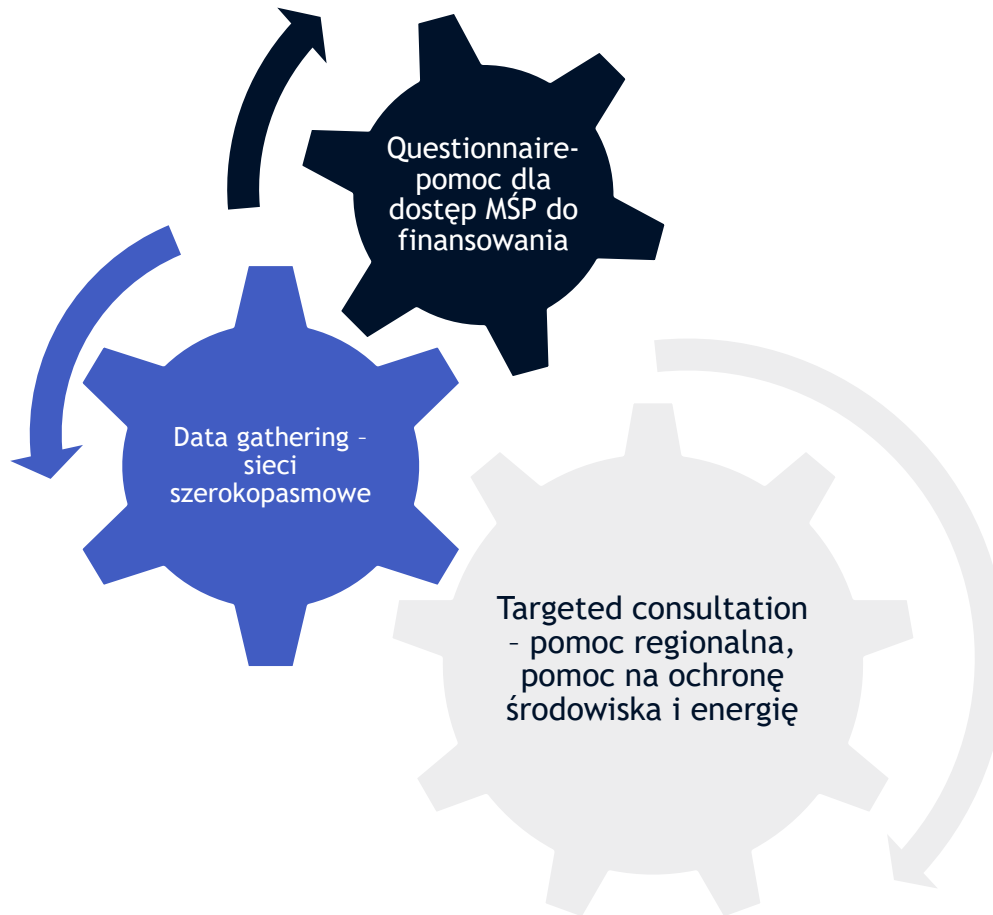 Questionnaire-
pomoc dla
dostęp MŚP do
finansowania
Data gathering –
sieci
szerokopasmowe
Targeted consultation
– pomoc regionalna,
pomoc na ochronę
środowiska i energię